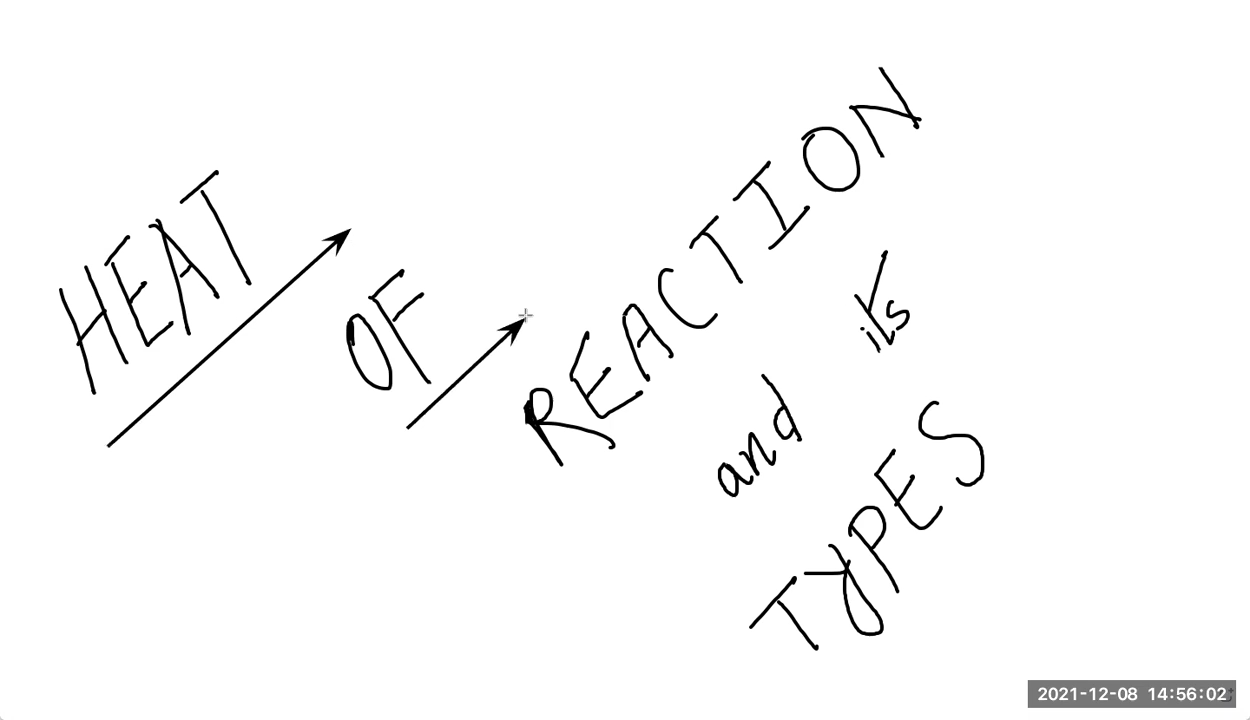 HEAT
OF
REACTION
and its
TYPES
2021-12-08 14:56:02